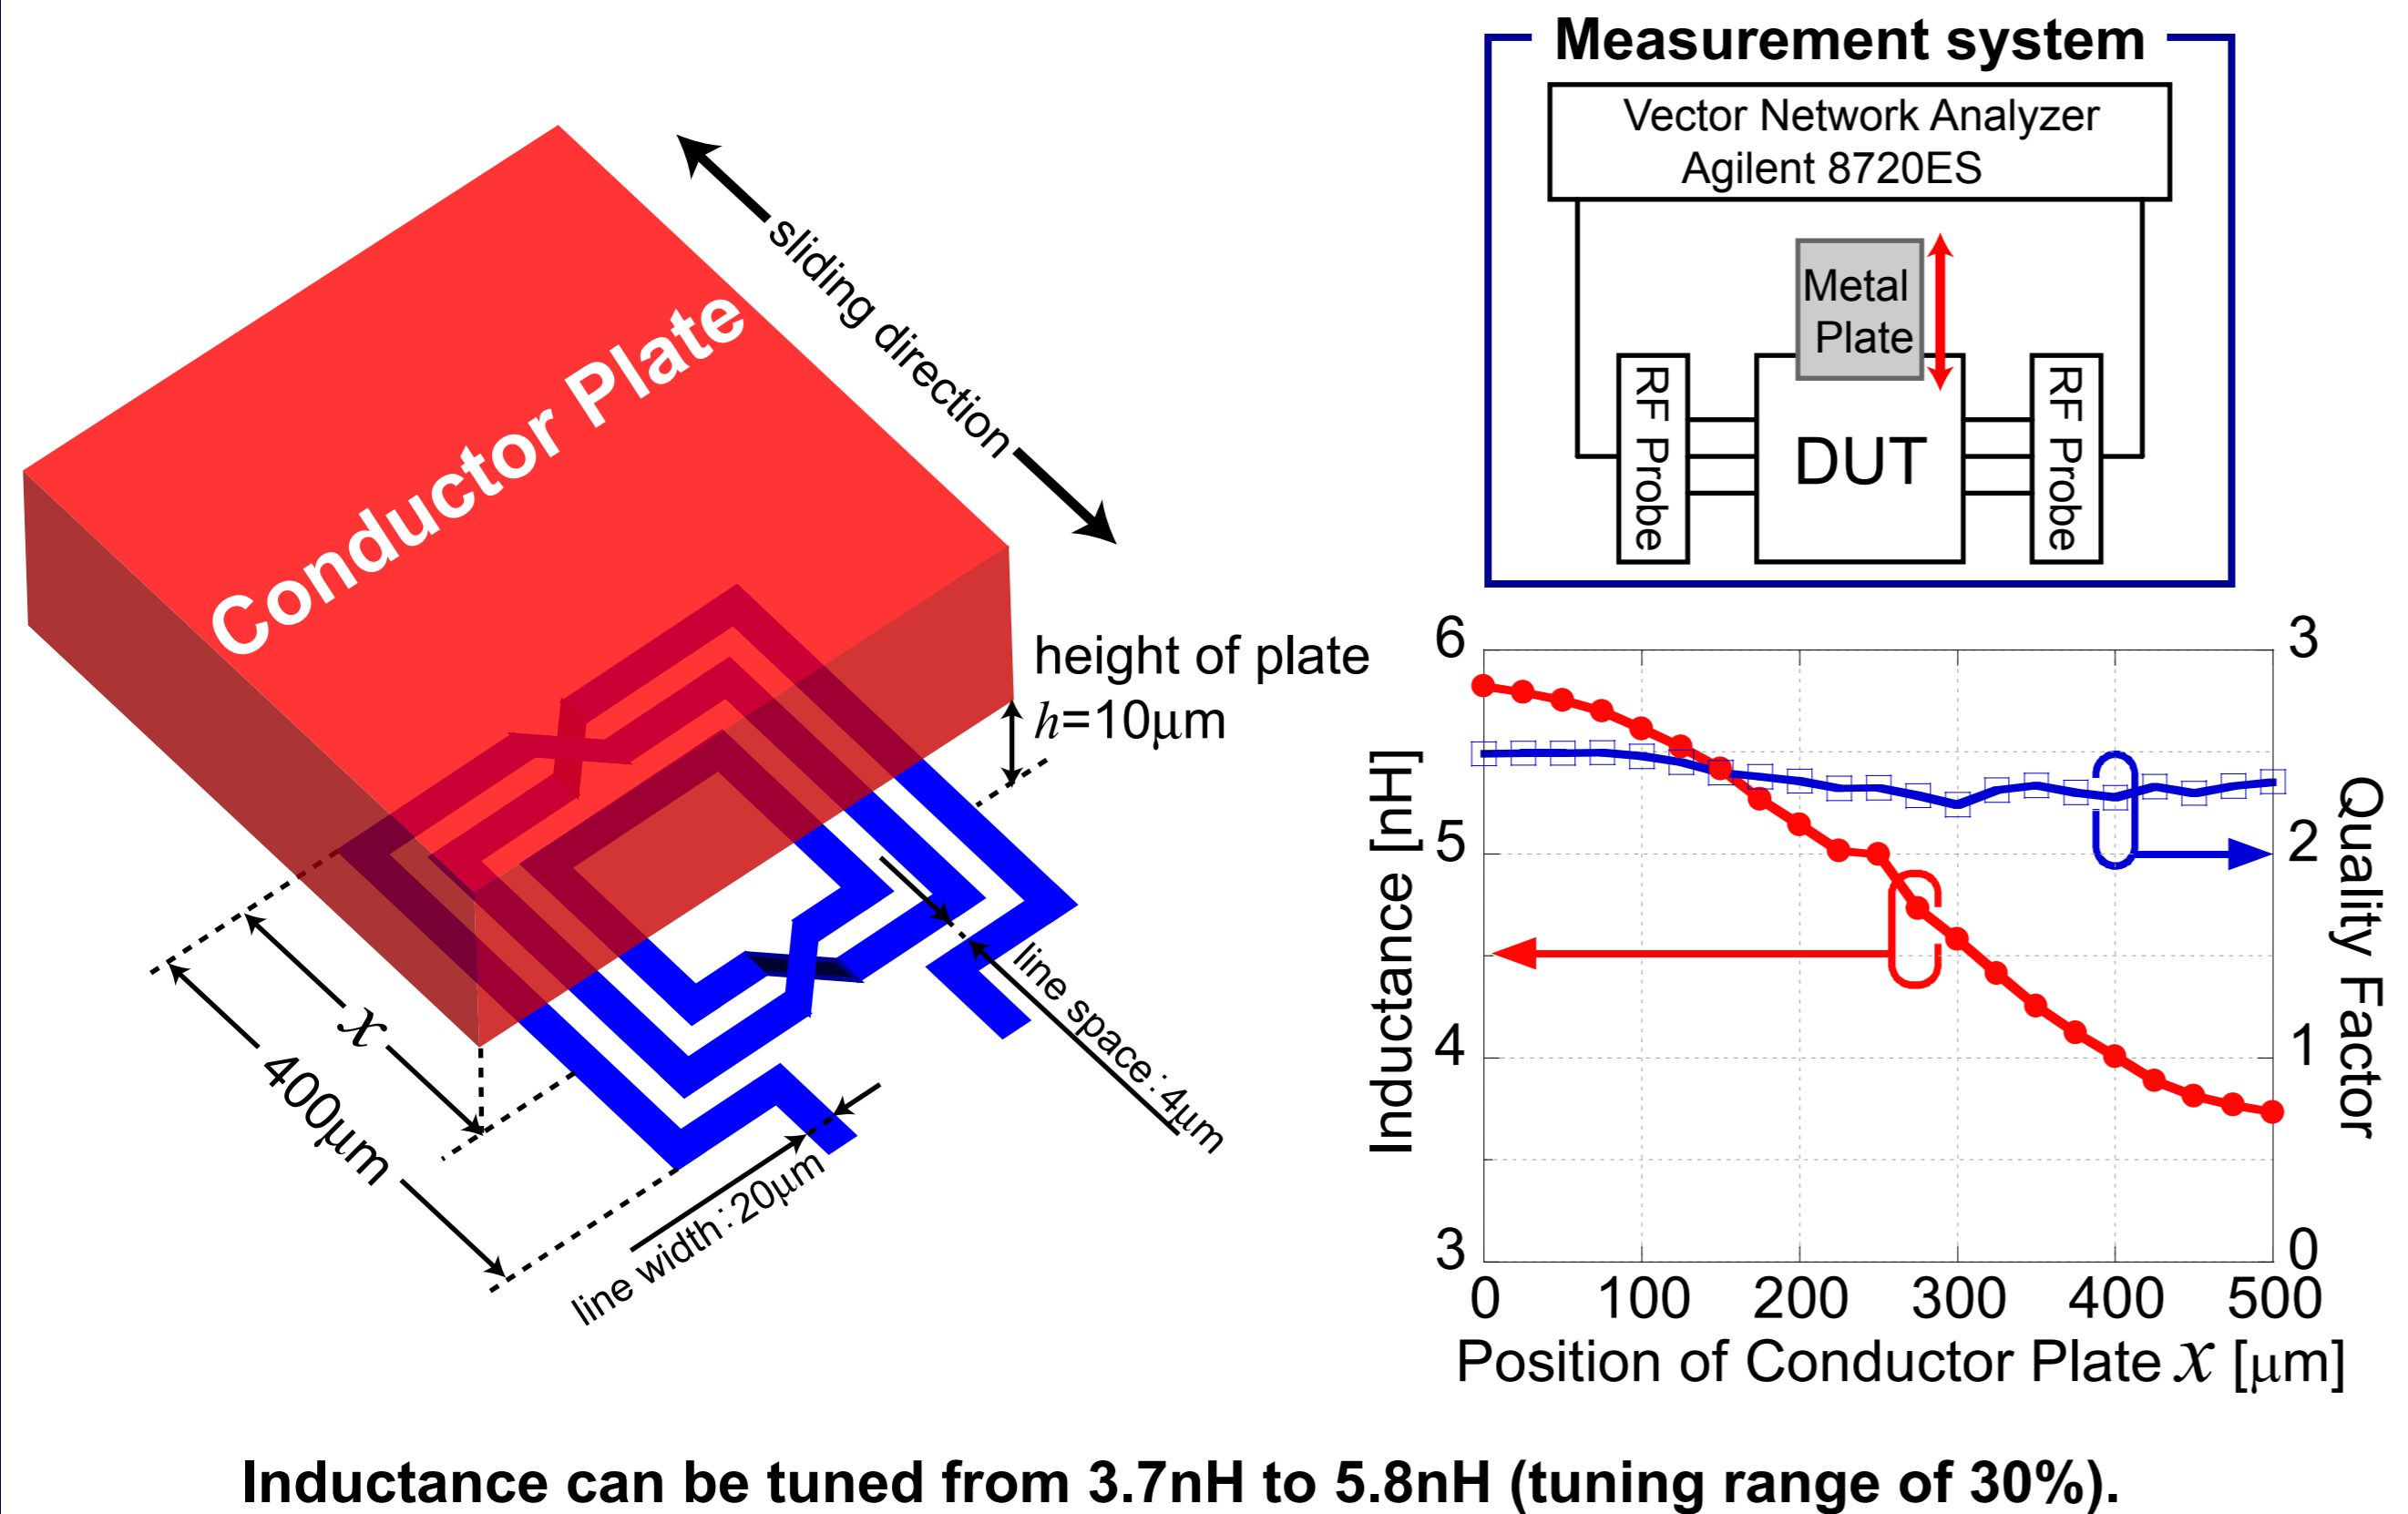 Conductor Plate
sliding direction
height of plate
h=10μm
x
400μm
line space:4μm
line width:20μm
Measurement system
Vector Network Analyzer
Agilent 8720ES
Metal
Plate
RF Probe
DUT
RF Probe
Inductance [nH]
6
5
4
3
3
2
1
0
Quality Factor
0 100 200 300 400 500
Position of Conductor Plate x [μm]
Inductance can be tuned from 3.7nH to 5.8nH (tuning range of 30%).